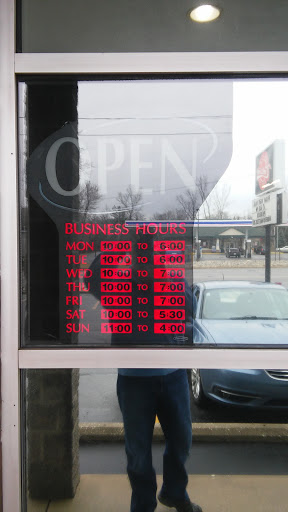 OPEN
BUSINESS HOURS
MON 10 00 TO 6 00
TUE 10 00 TO 6 00
WED 10 00 TO 7 00
THU 10 00 TO 7 00
FRI 10 00 TO 7 00
SAT 10 00 TO 5 30
SUN 11 00 TO 4 00